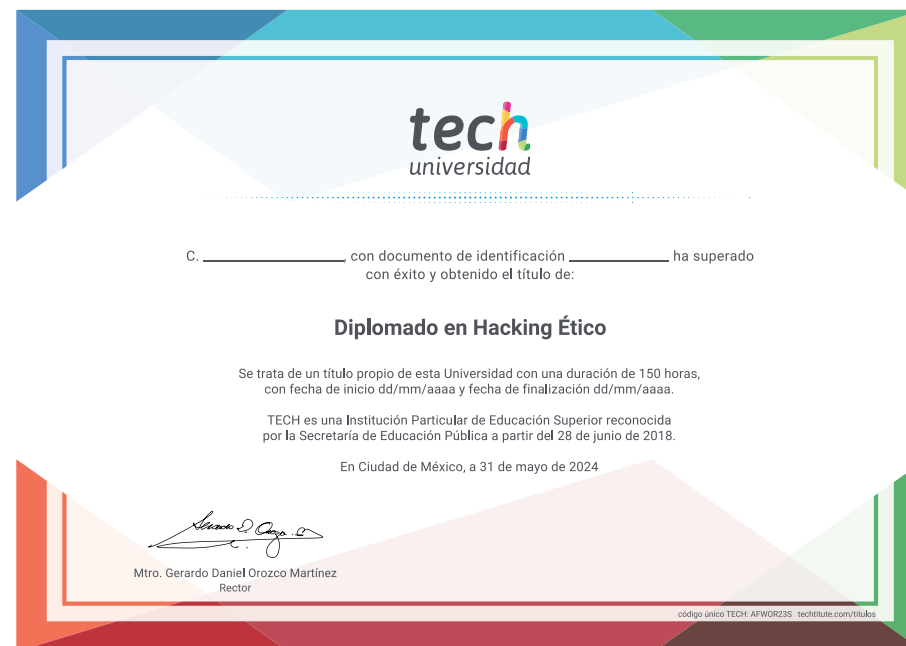 tech
universidad
C. ____________, con documento de identificación ____________ ha superado
con éxito y obtenido el título de:
Diplomado en Hacking Ético
Se trata de un título propio de esta Universidad con una duración de 150 horas,
con fecha de inicio dd/mm/aaaa y fecha de finalización dd/mm/aaaa.
TECH es una Institución Particular de Educación Superior reconocida
por la Secretaría de Educación Pública a partir del 28 de junio de 2018.
En Ciudad de México, a 31 de mayo de 2024
Mtro. Gerardo Daniel Orozco Martínez
Rector
código único TECH: AFWOR23S techtitute.com/titulos